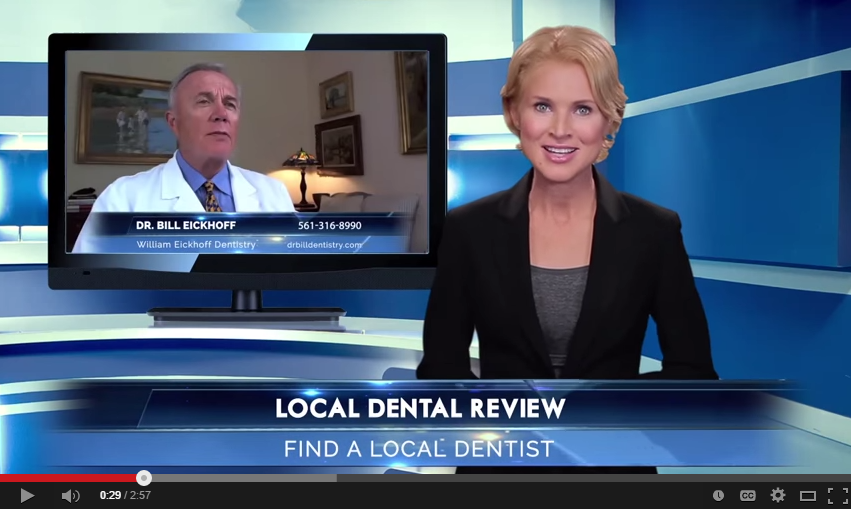 DR. BILL EICKHOFF 561-316-8990
William Eickhoff Dentistry drbilldentistry.com
LOCAL DENTAL REVIEW
FIND A LOCAL DENTIST
0:29 / 2:57
CC